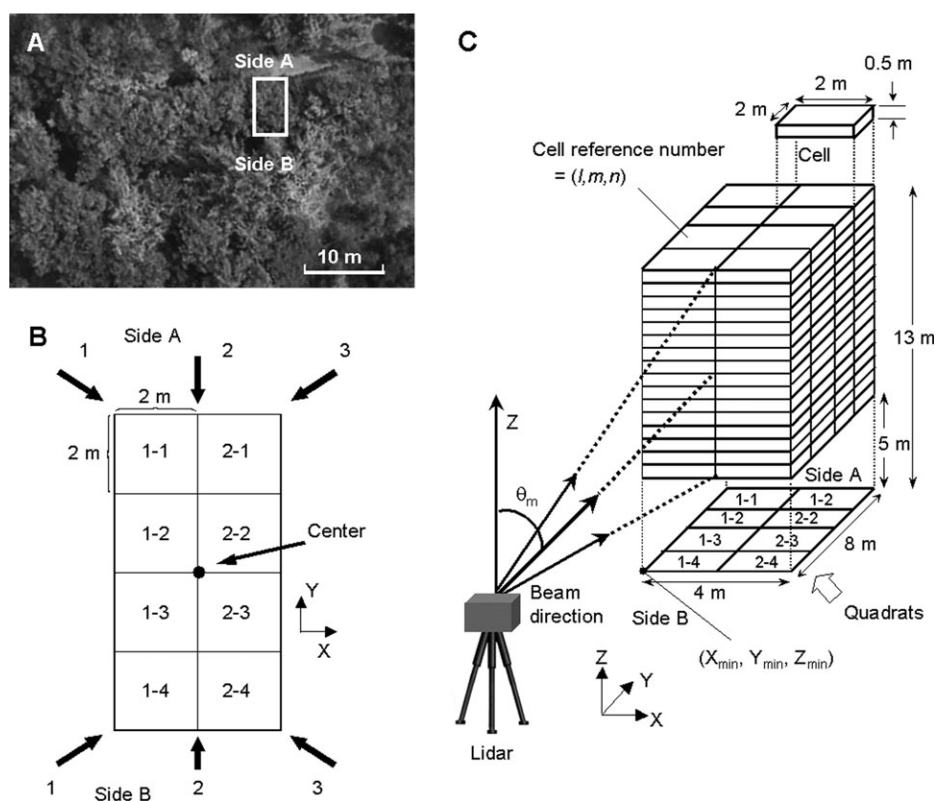 A
Side A
Side B
10 m
B
Side A
1
2
3
2 m
2 m
1-1
2-1
1-2
2-2
Center
1-3
2-3
Y
X
1-4
2-4
1
2
3
Side B
C
2 m
0.5 m
2 m
Cell
Cell reference number
= (l,m,n)
13 m
Z
5 m
θm
Side A
1-1
1-2
1-2
2-2
1-3
2-3
8 m
1-4
2-4
4 m
Beam
direction
Side B
Quadrats
(Xmin, Ymin, Zmin)
Z
Y
X
Lidar